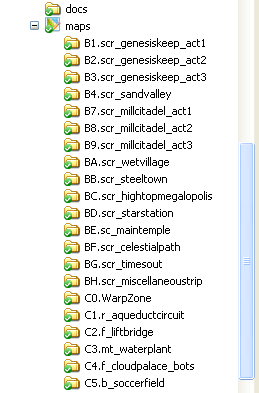 docs
maps
B1.scr_genesiskeep_act1
B2.scr_genesiskeep_act2
B3.scr_genesiskeep_act3
B4.scr_sandvalley
B7.scr_millcitadel_act1
B8.scr_millcitadel_act2
B9.scr_millcitadel_act3
BA.scr_wetvillage
BB.scr_steeltown
BC.scr_hightopmegalopolis
BD.scr_starstation
BE.sc_maintemple
BF.scr_celestialpath
BG.scr_timesout
BH.scr_miscellaneoustrip
C0.WarpZone
C1.r_aqueductcircuit
C2.f_liftbridge
C3.mt_waterplant
C4.f_cloudpalace_bots
C5.b_soccerfield